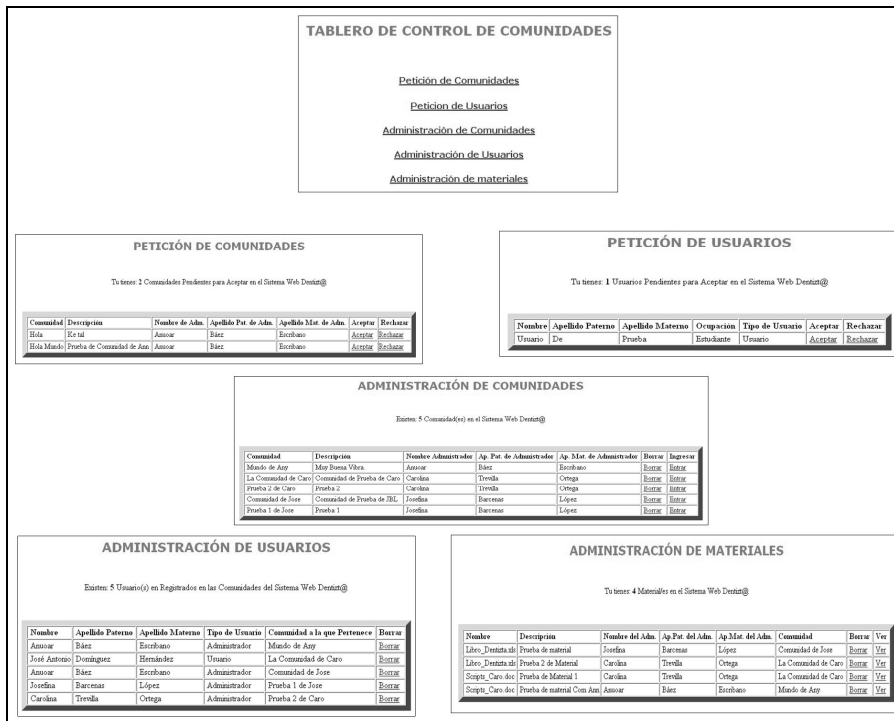 TABLERO DE CONTROL DE COMUNIDADES
Petición de Comunidades
Peticion de Usuarios
Administración de Comunidades
Administración de Usuarios
Administración de materiales
PETICIÓN DE COMUNIDADES
Tu tienes: 2 Comunidades Pendientes para Aceptar en el Sistema Web Dentizt@
Comunidad Descripción Nombre de Adm. Apellido Pat. de Adm. Apellido Mat. de Adm. Aceptar Rechazar
Hola Ke tal Anuoar Báez Escribano Aceptar Rechazar
Hola Mundo Prueba de Comunidad de Ann Anuoar Báez Escribano Aceptar Rechazar
PETICIÓN DE USUARIOS
Tu tienes: 1 Usuarios Pendientes para Aceptar en el Sistema Web Dentizt@
Nombre Apellido Paterno Apellido Materno Ocupación Tipo de Usuario Aceptar Rechazar
Usuario De Prueba Estudiante Usuario Aceptar Rechazar
ADMINISTRACIÓN DE COMUNIDADES
Existen: 5 Comunidad(es) en el Sistema Web Dentizt@
Comunidad Descripción Nombre Administrador Ap. Pat. de Administrador Ap. Mat. de Administrador Borrar Ingresar
Mundo de Any Muy Buena Vibra. Anuoar Báez Escribano Borrar Entrar
La Comunidad de Caro Comunidad de Prueba de Caro Carolina Trevilla Ortega Borrar Entrar
Prueba 2 de Caro Prueba 2 Carolina Trevilla Ortega Borrar Entrar
Comunidad de Jose Comunidad de Prueba de JBL Josefina Barcenas López Borrar Entrar
Prueba 1 de Jose Prueba 1 Josefina Barcenas López Borrar Entrar
ADMINISTRACIÓN DE USUARIOS
Existen: 5 Usuario(s) en Registrados en las Comunidades del Sistema Web Dentizt@
Nombre Apellido Paterno Apellido Materno Tipo de Usuario Comunidad a la que Pertenece Borrar
Anuoar Báez Escribano Administrador Mundo de Any Borrar
José Antonio Domínguez Hernández Usuario La Comunidad de Caro Borrar
Anuoar Báez Escribano Administrador Comunidad de Jose Borrar
Josefina Barcenas López Administrador Prueba 1 de Jose Borrar
Carolina Trevilla Ortega Administrador Prueba 2 de Caro Borrar
ADMINISTRACIÓN DE MATERIALES
Tu tienes: 4 Material/es en el Sistema Web Dentizt@
Nombre Descripción Nombre del Adm. Ap.Pat. del Adm. Ap.Mat. del Adm. Comunidad Borrar Ver
Libro_Dentizta.xls Prueba de material Josefina Barcenas López Comunidad de Jose Borrar Ver
Libro_Dentizta.xls Prueba 2 de Material Carolina Trevilla Ortega La Comunidad de Caro Borrar Ver
Scripts_Caro.doc Prueba de Material 1 Carolina Trevilla Ortega La Comunidad de Caro Borrar Ver
Scripts_Caro.doc Prueba de material Com Ann Anuoar Báez Escribano Mundo de Any Borrar Ver